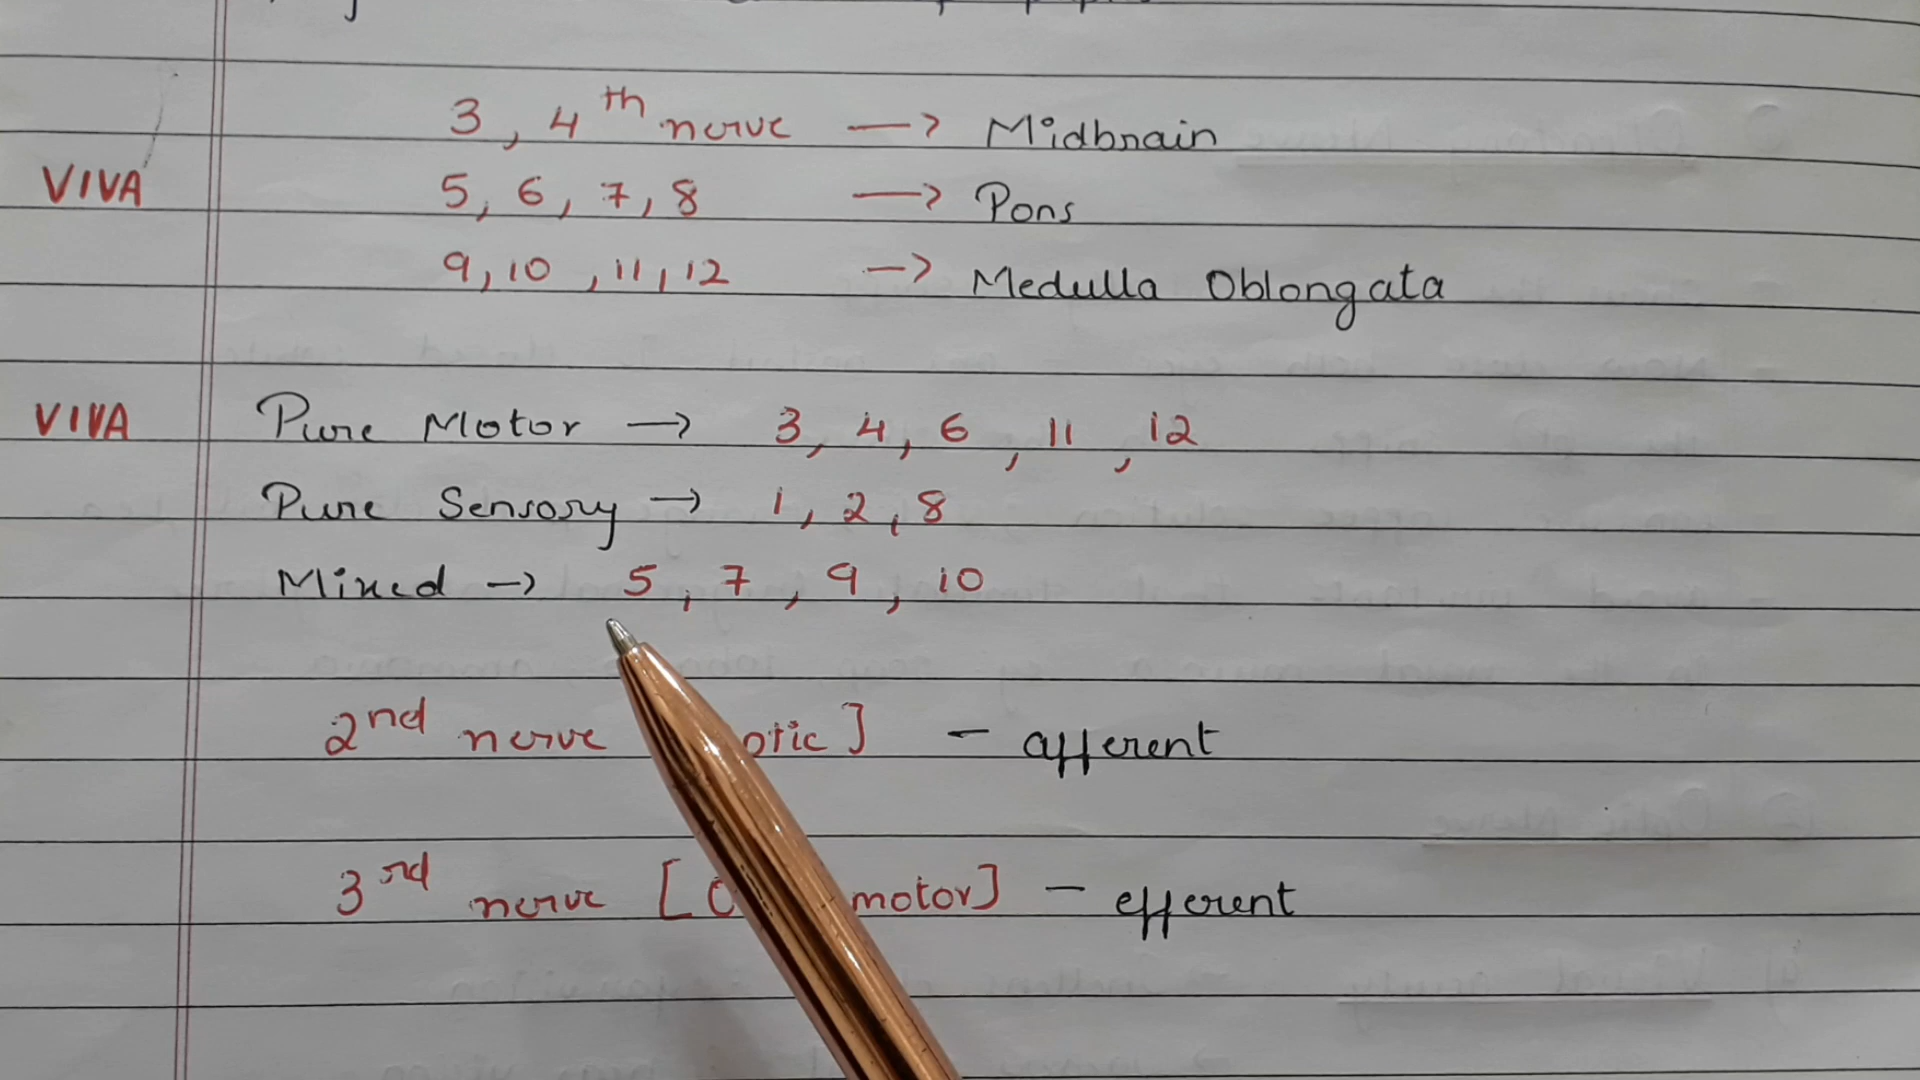 3, 4th nerve —> Midbrain
VIVA 5, 6, 7, 8 —> Pons
9, 10, 11, 12 —> Medulla Oblongata
VIVA Pure Motor —> 3, 4, 6, 11, 12
Pure Sensory —> 1, 2, 8
Mixed —> 5, 7, 9, 10
2nd nerve ] - afferent
3rd nerve [ motor] - efferent